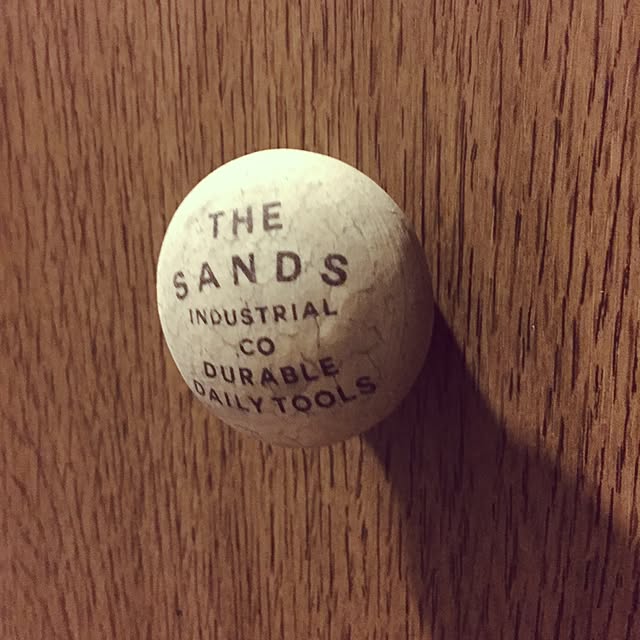 THE
SANDS
INDUSTRIAL
CO
DURABLE
DAILY TOOLS